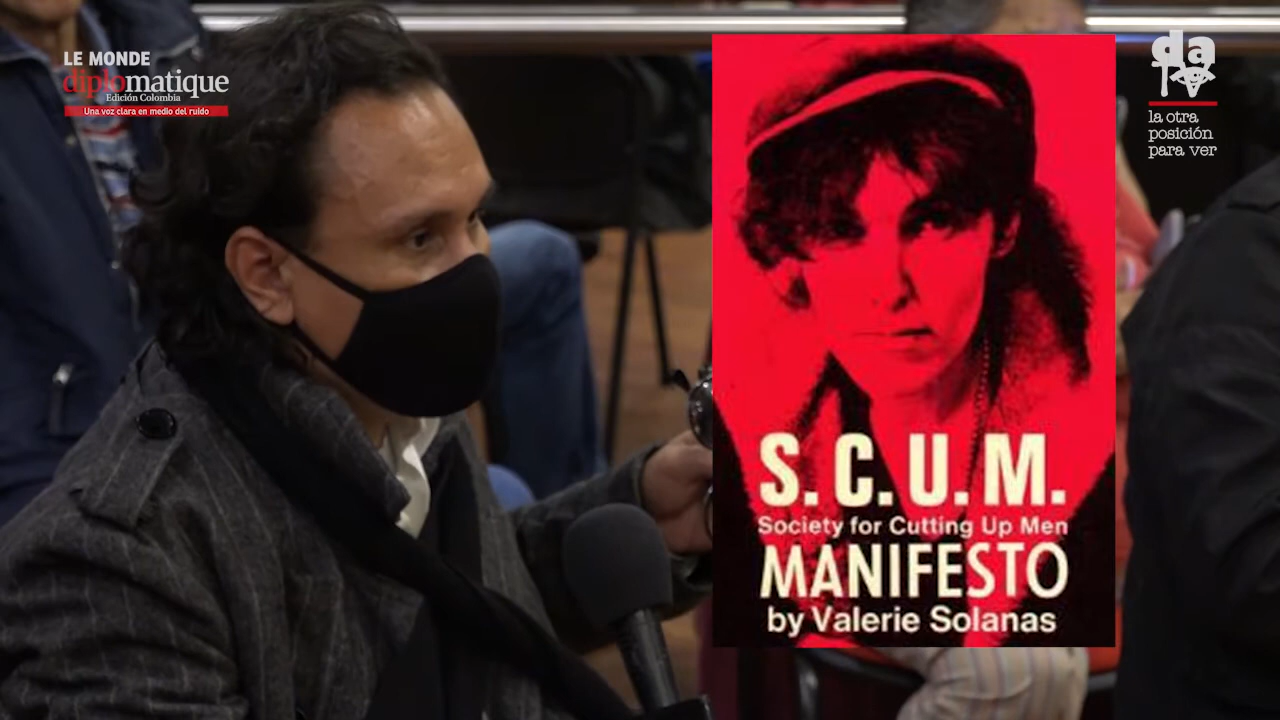 LE MONDE
diplomatique
Edición Colombia
Una voz clara en medio del ruido
da
tv
la otra
posición
para ver
S.C.U.M.
Society for Cutting Up Men
MANIFESTO
by Valerie Solanas